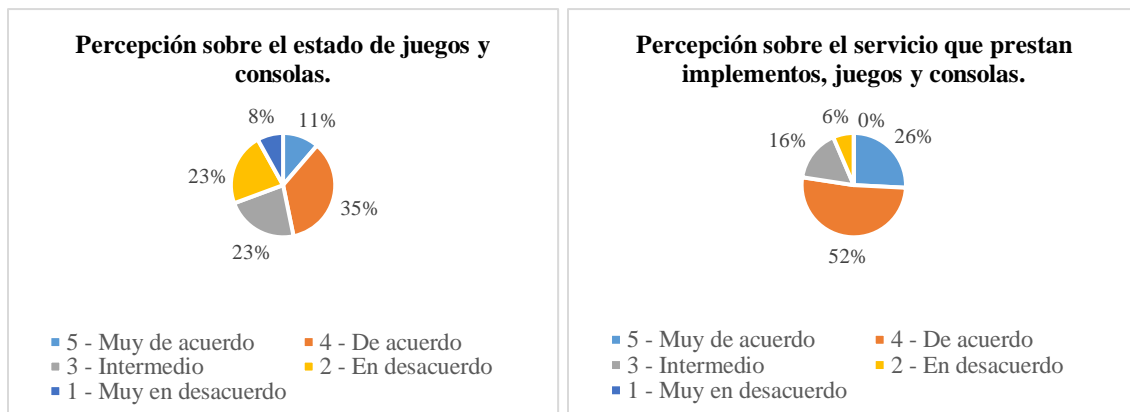 Percepción sobre el estado de juegos y
consolas.
8%
11%
23%
35%
23%
5 - Muy de acuerdo
4 - De acuerdo
3 - Intermedio
2 - En desacuerdo
1 - Muy en desacuerdo
Percepción sobre el servicio que prestan
implementos, juegos y consolas.
6%
0%
26%
16%
52%
5 - Muy de acuerdo
4 - De acuerdo
3 - Intermedio
2 - En desacuerdo
1 - Muy en desacuerdo